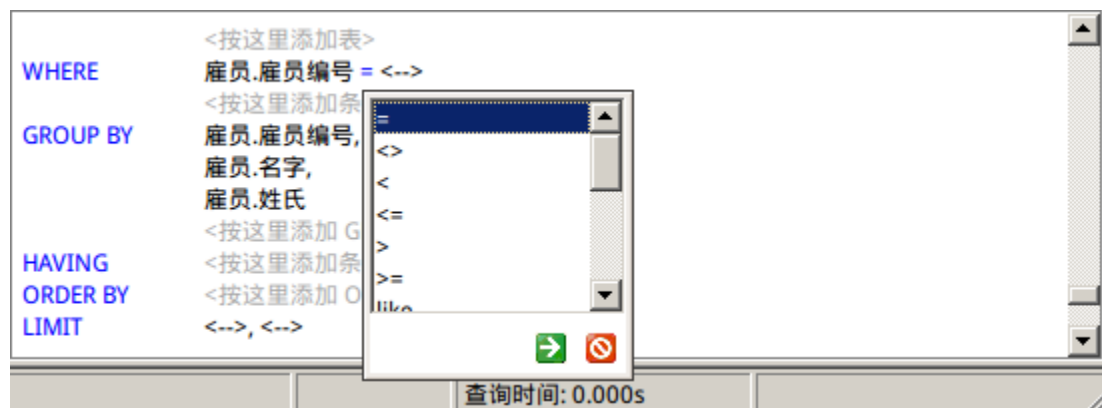 <按这里添加表>
WHERE 雇员.雇员编号 = <-->
<按这里添加条
GROUP BY 雇员.雇员编号,
雇员.名字,
雇员.姓氏
<按这里添加 G
HAVING <按这里添加条
ORDER BY <按这里添加 O
LIMIT <-->, <-->
=
<>
<
<=
>
>=
like
查询时间: 0.000s